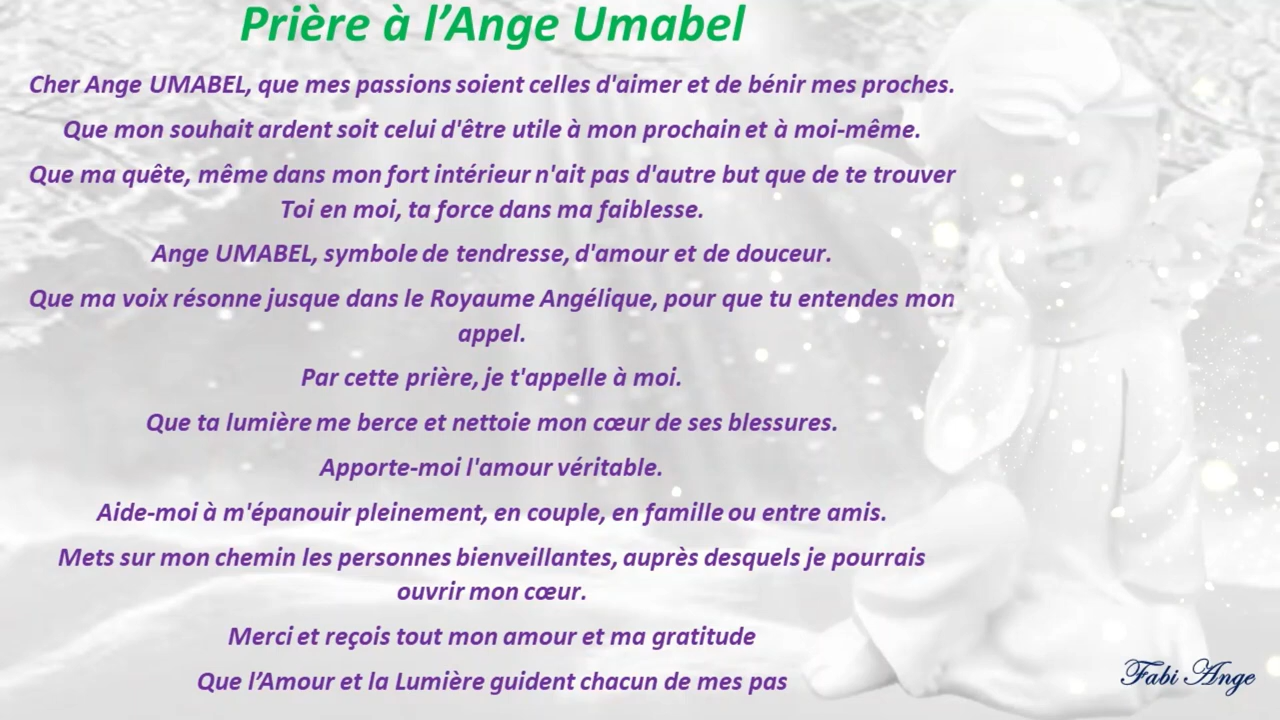 Prière à l’Ange Umabel
Cher Ange UMABEL, que mes passions soient celles d'aimer et de bénir mes proches.
Que mon souhait ardent soit celui d'être utile à mon prochain et à moi-même.
Que ma quête, même dans mon fort intérieur n'ait pas d'autre but que de te trouver
Toi en moi, ta force dans ma faiblesse.
Ange UMABEL, symbole de tendresse, d'amour et de douceur.
Que ma voix résonne jusque dans le Royaume Angélique, pour que tu entendes mon
appel.
Par cette prière, je t'appelle à moi.
Que ta lumière me berce et nettoie mon cœur de ses blessures.
Apporte-moi l'amour véritable.
Aide-moi à m'épanouir pleinement, en couple, en famille ou entre amis.
Mets sur mon chemin les personnes bienveillantes, auprès desquels je pourrais
ouvrir mon cœur.
Merci et reçois tout mon amour et ma gratitude
Que l’Amour et la Lumière guident chacun de mes pas
Fabi Ange